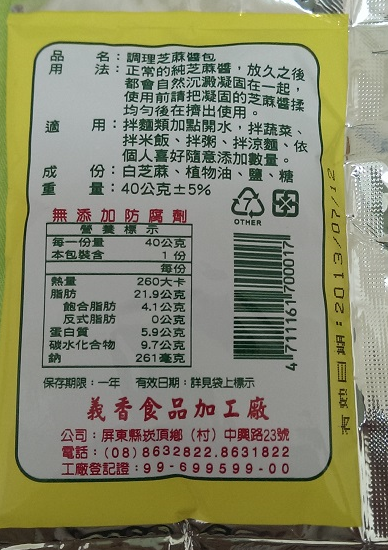 品名：調理芝麻醬包
用法：正常的純芝麻醬，放久之後
都會自然沉澱凝固在一起，
使用前請把凝固的芝麻醬揉
均勻後在擠出使用。
適用：拌麵類加點開水，拌蔬菜、
拌米飯、拌粥、拌涼麵、依
個人喜好隨意添加數量。
成份：白芝麻、植物油、鹽、糖
重量：40公克±5%
無添加防腐劑
營養標示
每一份量 40公克
本包裝含 1份
每份
熱量 260大卡
脂肪 21.9公克
飽合脂肪 4.1公克
反式脂肪 0公克
蛋白質 5.9公克
碳水化合物 9.7公克
鈉 261毫克
7
OTHER
4711161700017
有效日期：2013/07/12
保存期限：一年 有效日期：詳見袋上標示
義香食品加工廠
公司：屏東縣崁頂鄉（村）中興路23號
電話：(08)8632822.8631822
工廠登記證：99-699599-00